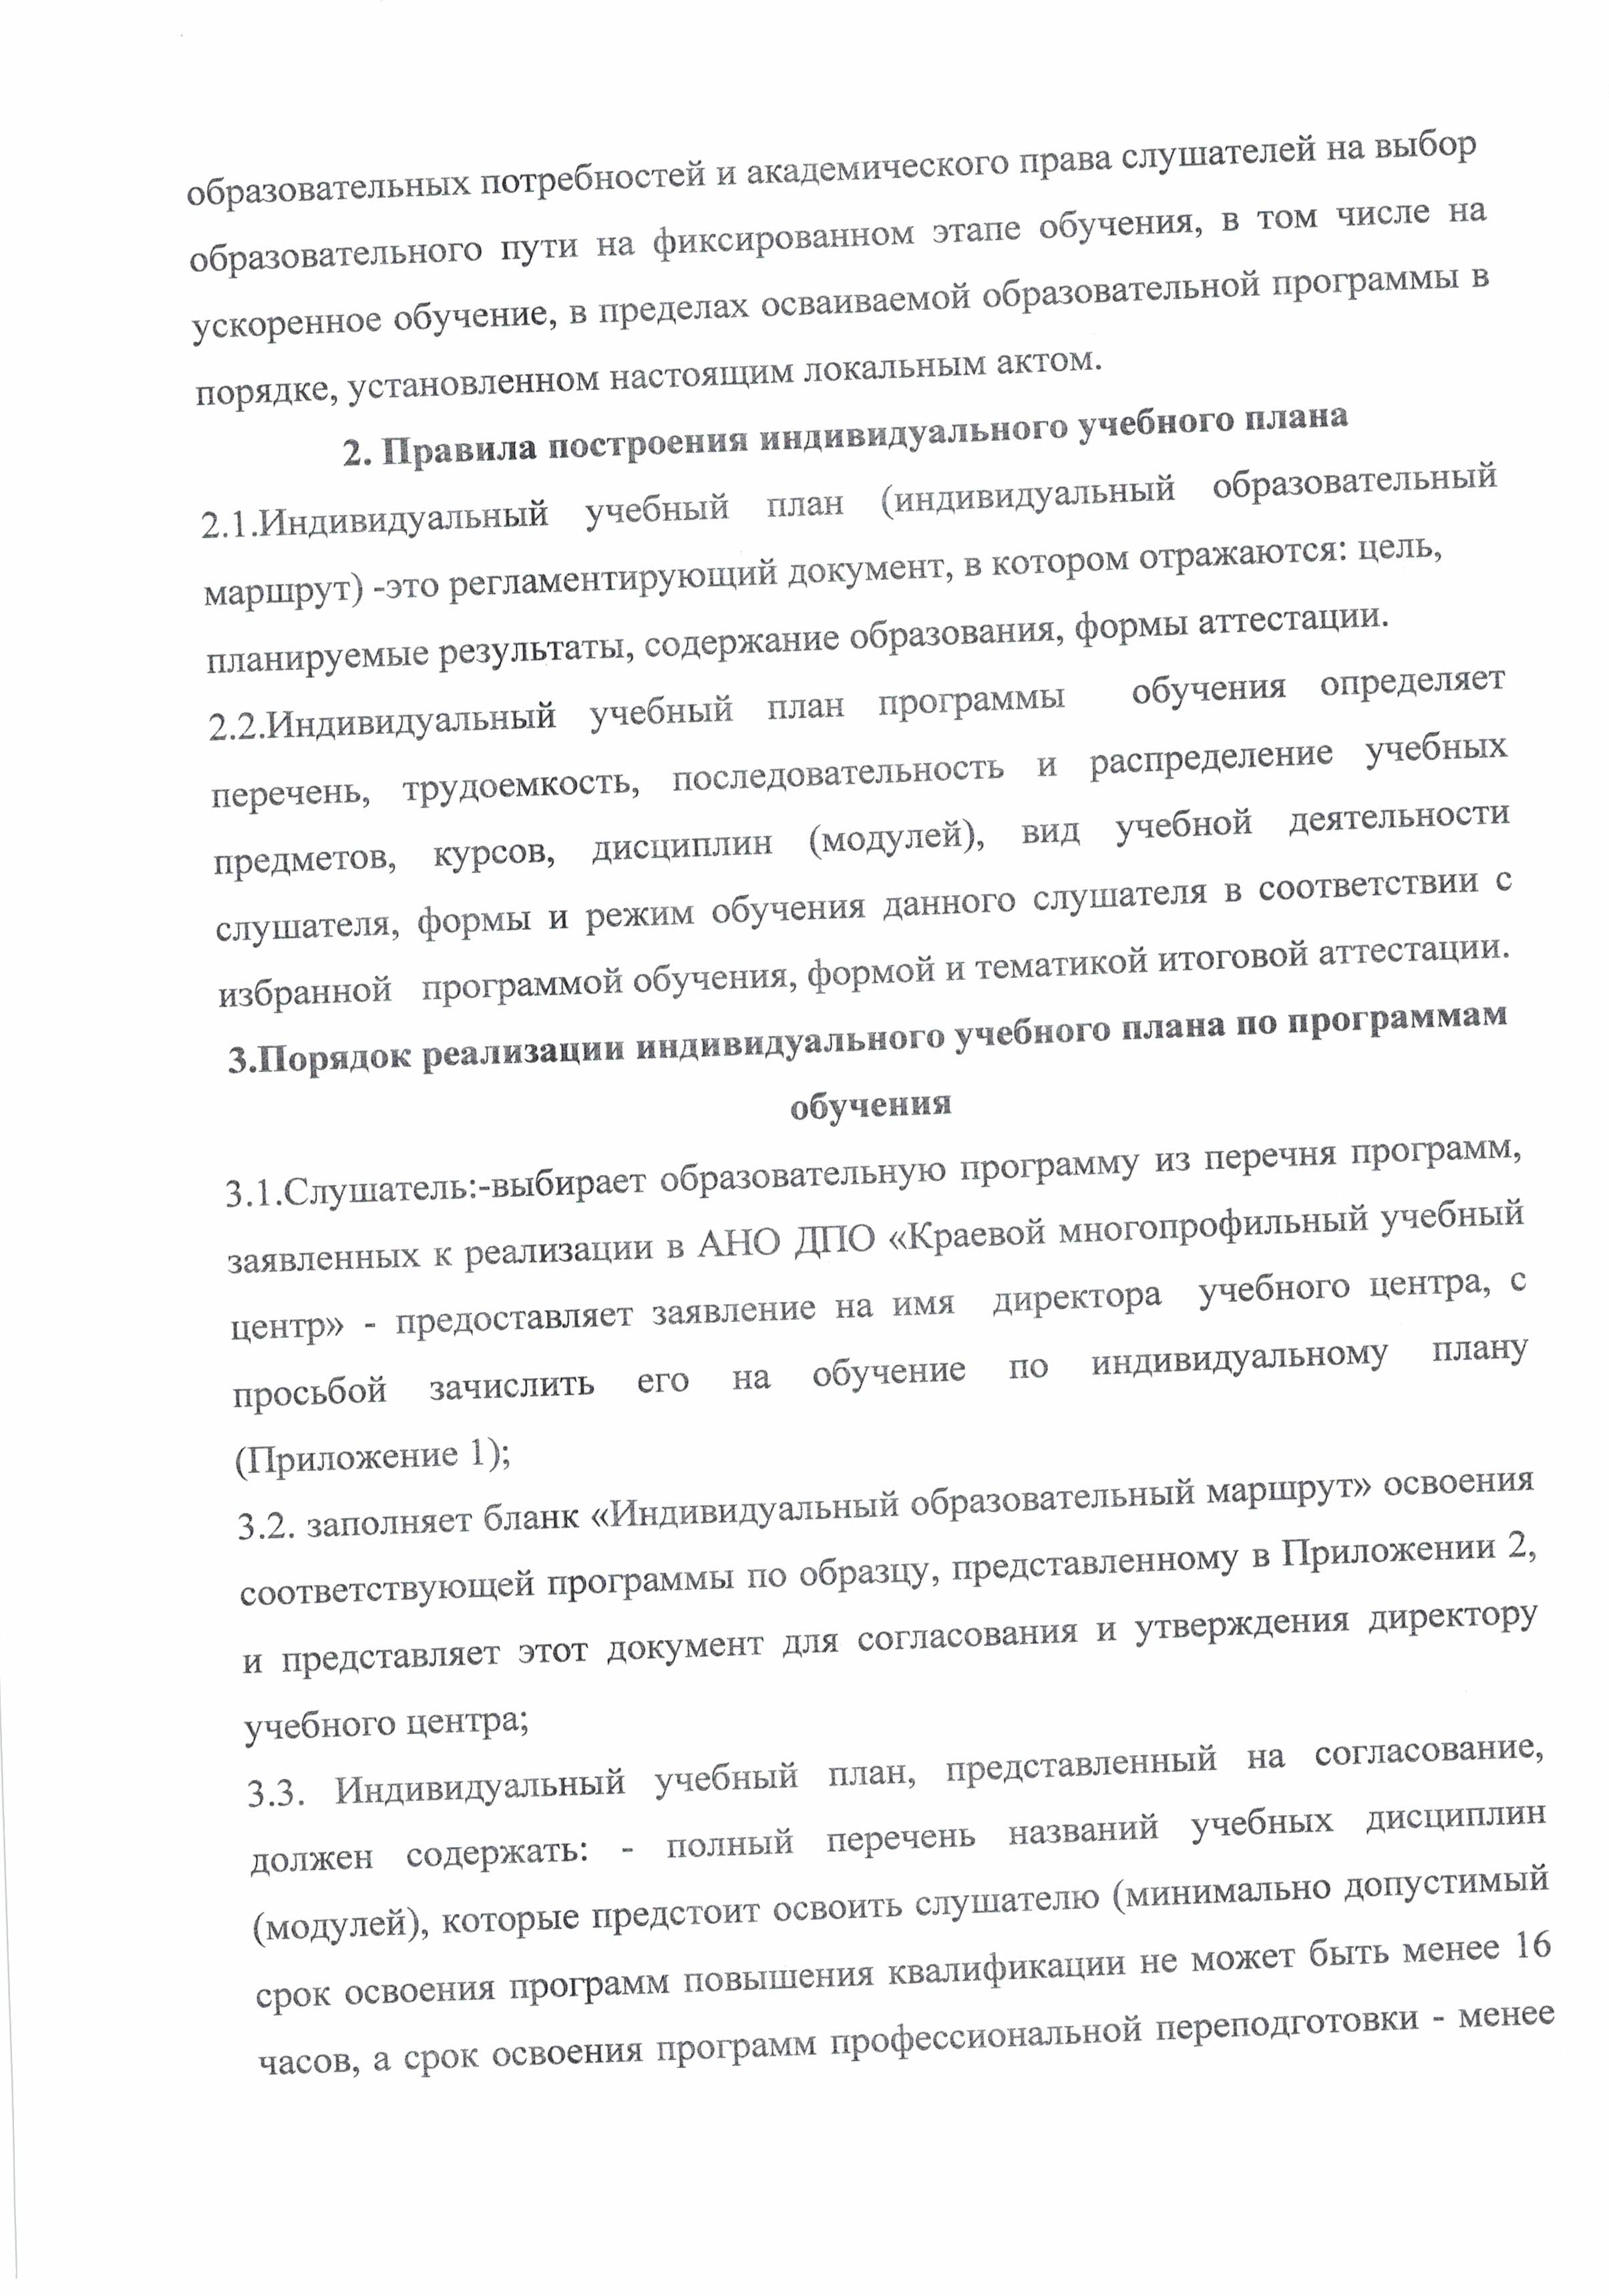 образовательных потребностей и академического права слушателей на выбор
образовательного пути на фиксированном этапе обучения, в том числе на
ускоренное обучение, в пределах осваиваемой образовательной программы в
порядке, установленном настоящим локальным актом.
2. Правила построения индивидуального учебного плана
2.1.Индивидуальный учебный план (индивидуальный образовательный
маршрут) -это регламентирующий документ, в котором отражаются: цель,
планируемые результаты, содержание образования, формы аттестации.
2.2.Индивидуальный учебный план программы обучения определяет
перечень, трудоемкость, последовательность и распределение учебных
предметов, курсов, дисциплин (модулей), вид учебной деятельности
слушателя, формы и режим обучения данного слушателя в соответствии с
избранной программой обучения, формой и тематикой итоговой аттестации.
3.Порядок реализации индивидуального учебного плана по программам
обучения
3.1.Слушатель:-выбирает образовательную программу из перечня программ,
заявленных к реализации в АНО ДПО «Краевой многопрофильный учебный
центр» - предоставляет заявление на имя директора учебного центра, с
просьбой зачислить его на обучение по индивидуальному плану
(Приложение 1);
3.2. заполняет бланк «Индивидуальный образовательный маршрут» освоения
соответствующей программы по образцу, представленному в Приложении 2,
и представляет этот документ для согласования и утверждения директору
учебного центра;
3.3. Индивидуальный учебный план, представленный на согласование,
должен содержать: - полный перечень названий учебных дисциплин
(модулей), которые предстоит освоить слушателю (минимально допустимый
срок освоения программ повышения квалификации не может быть менее 16
часов, а срок освоения программ профессиональной переподготовки - менее